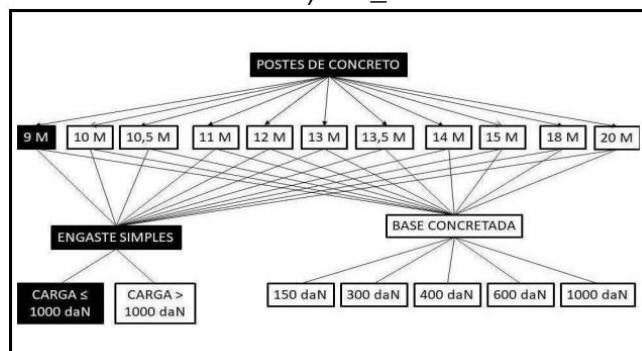 POSTES DE CONCRETO
9 M 10 M 10,5 M 11 M 12 M 13 M 13,5 M 14 M 15 M 18 M 20 M
ENGASTE SIMPLES BASE CONCRETADA
CARGA ≤ 1000 daN
CARGA > 1000 daN
150 daN 300 daN 400 daN 600 daN 1000 daN